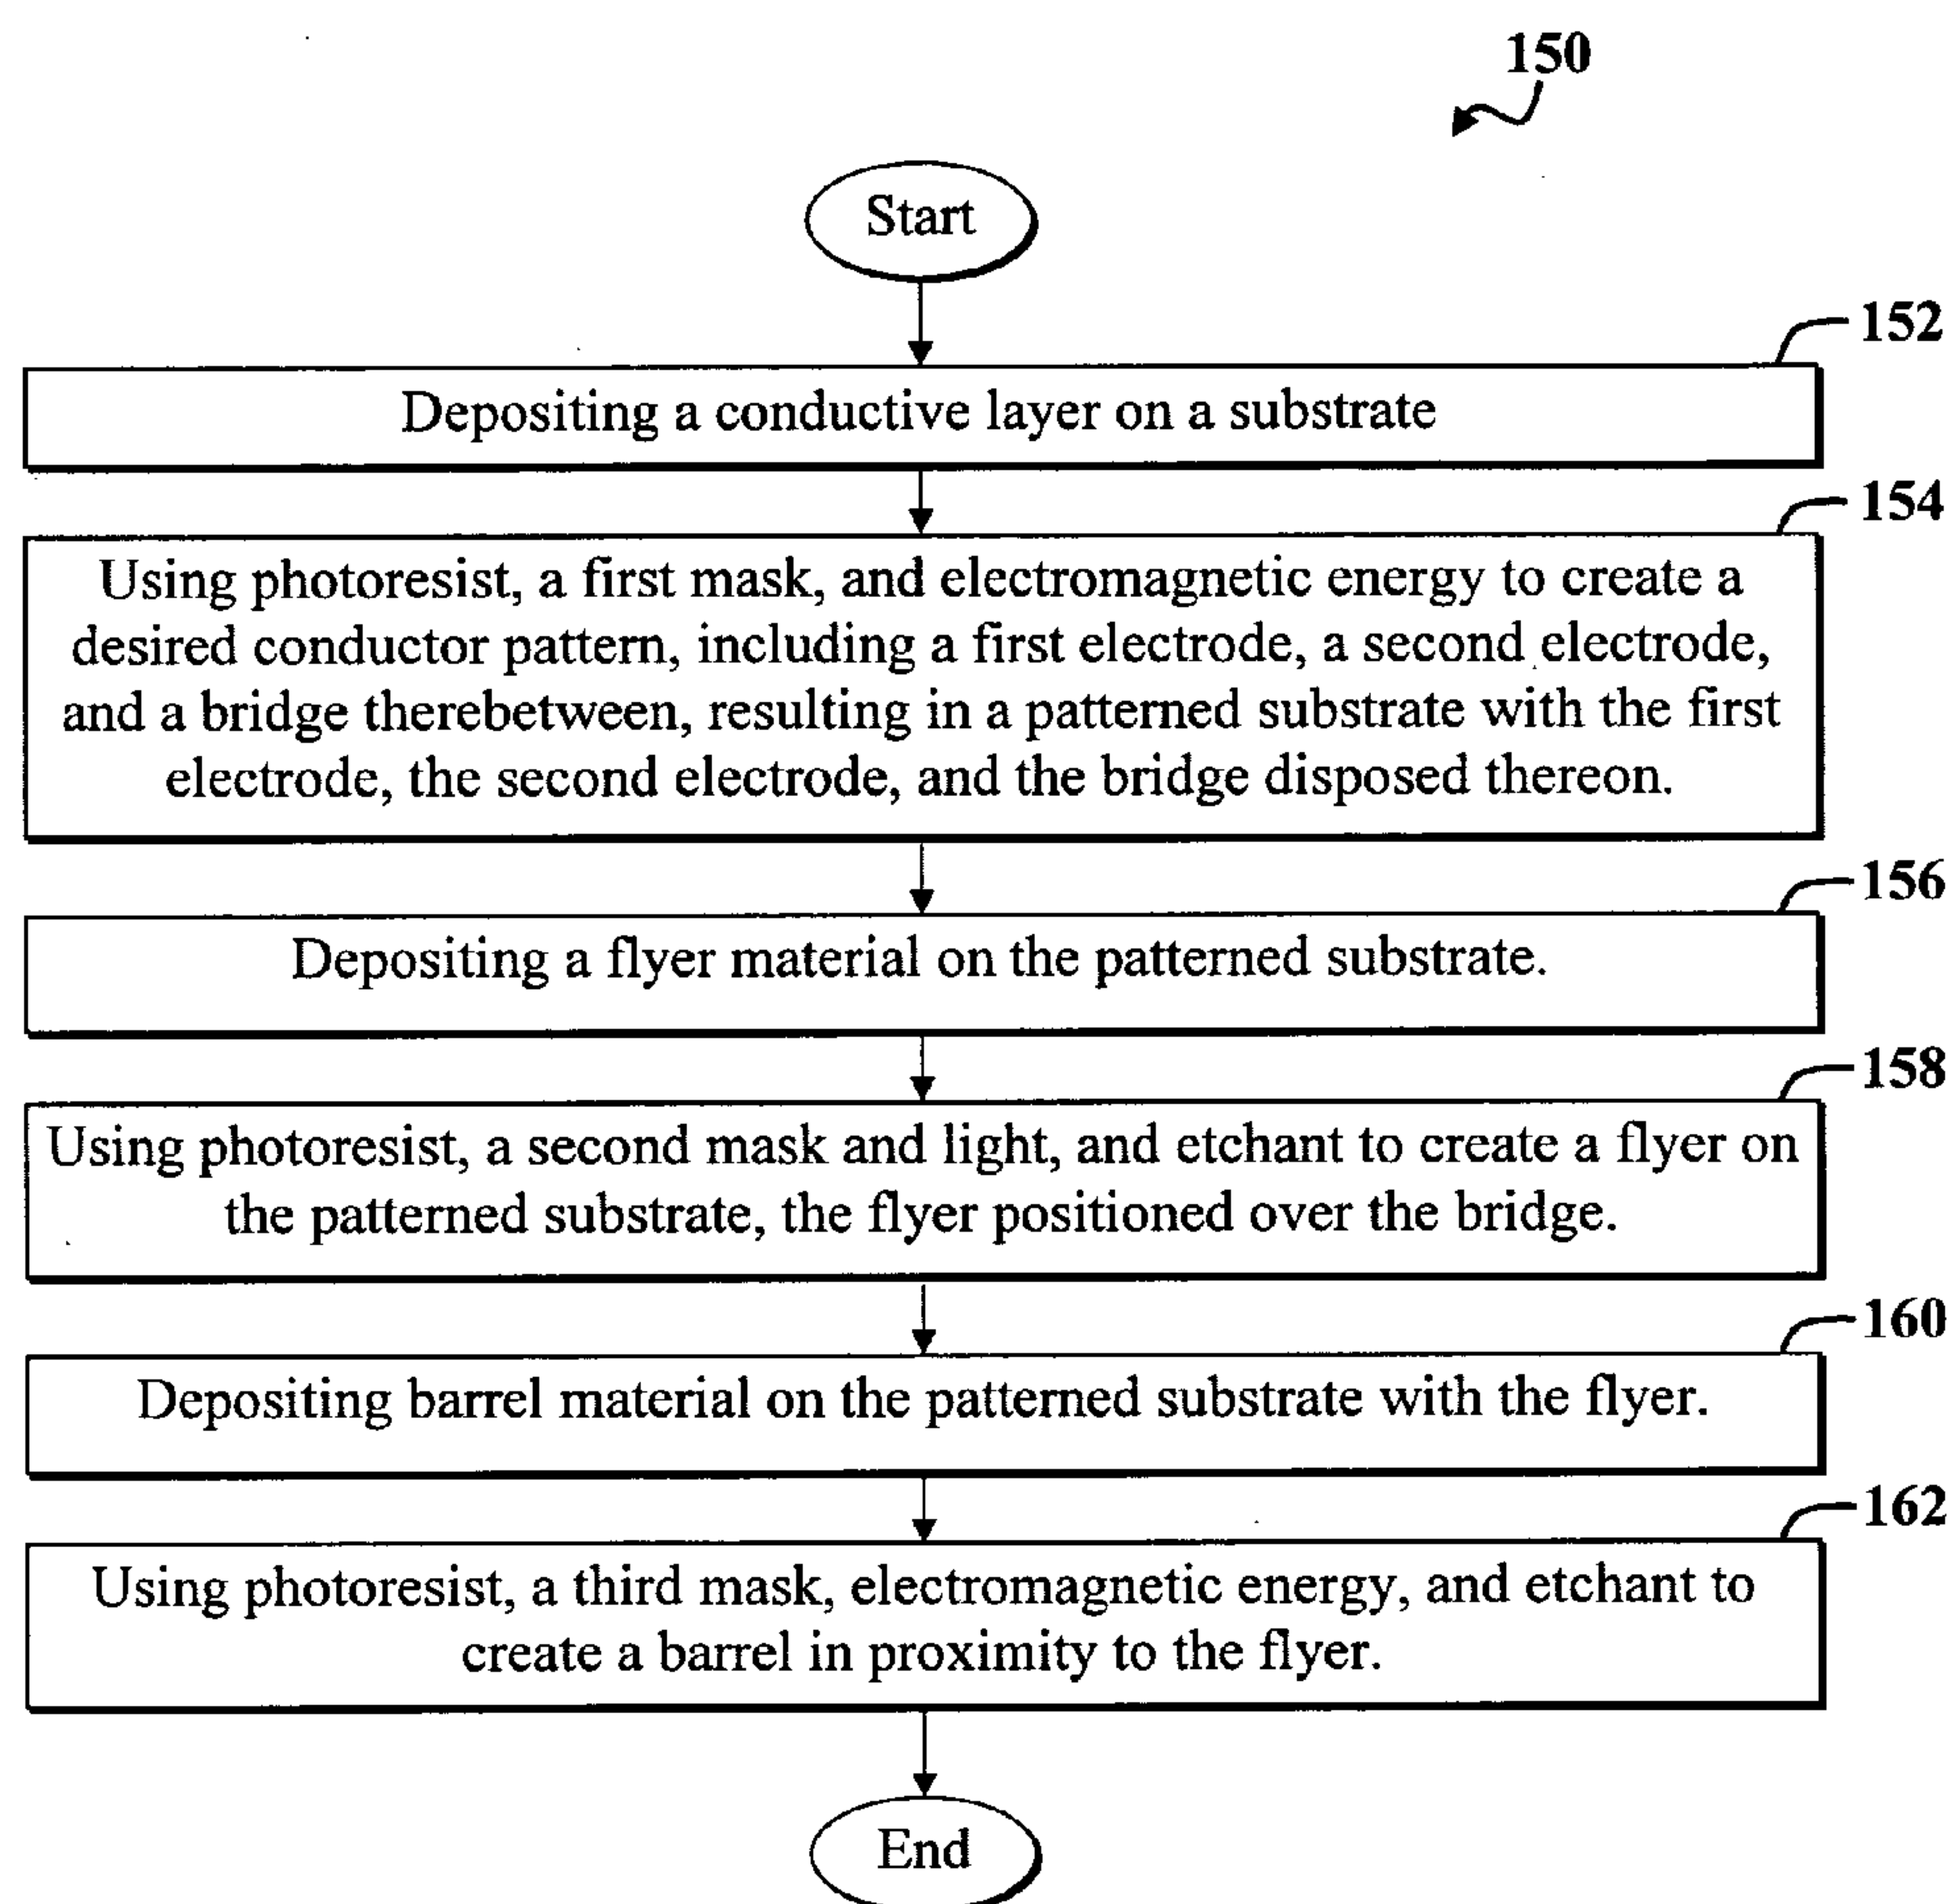 150
Start
152
Depositing a conductive layer on a substrate
154
Using photoresist, a first mask, and electromagnetic energy to create a
desired conductor pattern, including a first electrode, a second electrode,
and a bridge therebetween, resulting in a patterned substrate with the first
electrode, the second electrode, and the bridge disposed thereon.
156
Depositing a flyer material on the patterned substrate.
158
Using photoresist, a second mask and light, and etchant to create a flyer on
the patterned substrate, the flyer positioned over the bridge.
160
Depositing barrel material on the patterned substrate with the flyer.
162
Using photoresist, a third mask, electromagnetic energy, and etchant to
create a barrel in proximity to the flyer.
End